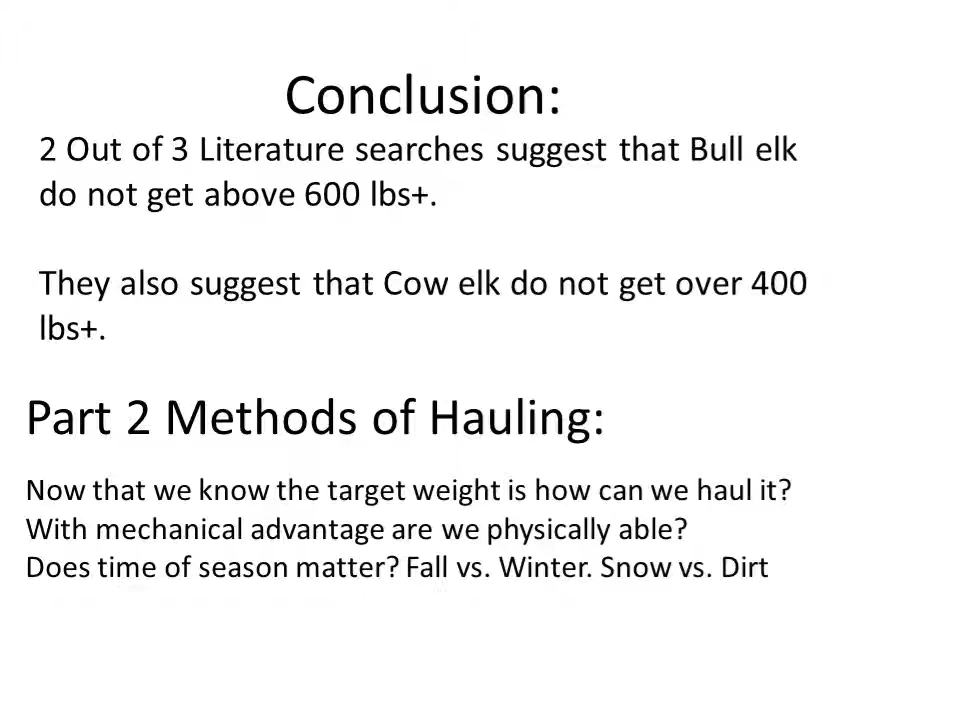 Conclusion:
2 Out of 3 Literature searches suggest that Bull elk
do not get above 600 lbs+.
They also suggest that Cow elk do not get over 400
lbs+.
Part 2 Methods of Hauling:
Now that we know the target weight is how can we haul it?
With mechanical advantage are we physically able?
Does time of season matter? Fall vs. Winter. Snow vs. Dirt